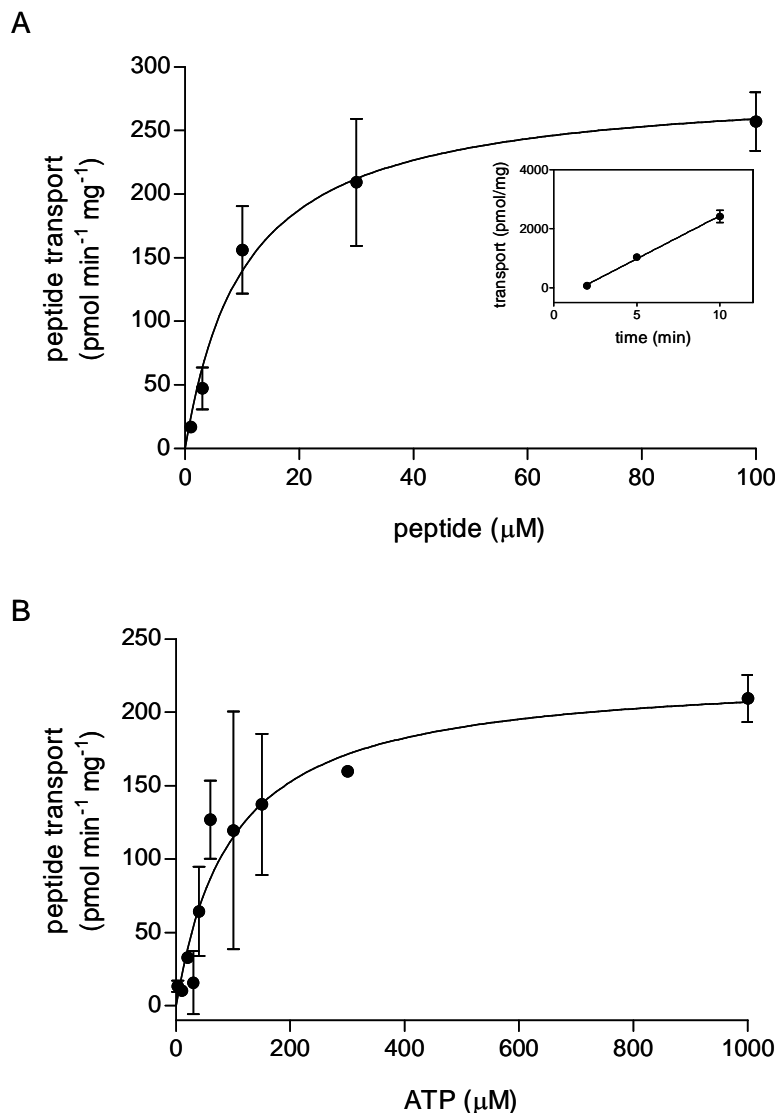 A
300
250
200
150
100
50
0
peptide transport
(pmol min⁻¹ mg⁻¹)
0 20 40 60 80 100
peptide (μM)
4000
2000
0
transport (pmol/mg)
0 5 10
time (min)
B
250
200
150
100
50
0
peptide transport
(pmol min⁻¹ mg⁻¹)
0 200 400 600 800 1000
ATP (μM)